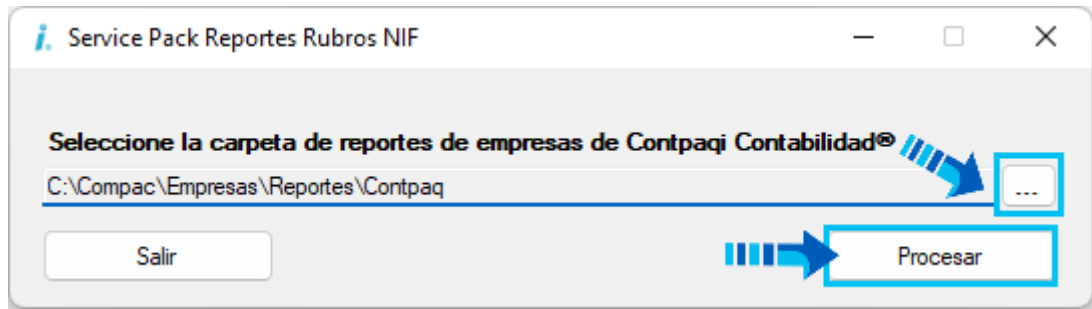 Service Pack Reportes Rubros NIF
Seleccione la carpeta de reportes de empresas de Contpaqi Contabilidad®
C:\Compac\Empresas\Reportes\Contpaq
...
Salir
Procesar